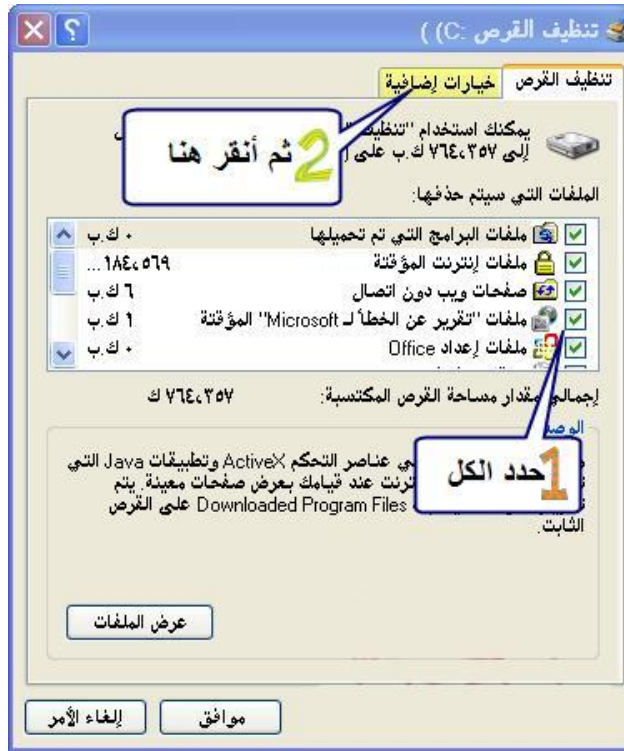 تنظيف القرص :C) )
تنظيف القرص
خيارات إضافية
يمكنك استخدام "تنظيف
إلى ٧٦٤،٣٥٧ ك.ب على
2 ثم أنقر هنا
الملفات التي سيتم حذفها:
ملفات البرامج التي تم تحميلها ٠ ك.ب
ملفات إنترنت المؤقتة ١٨٤،٥٦٩...
صفحات ويب دون اتصال ٦ ك.ب
ملفات "تقرير عن الخطأ لـ Microsoft" المؤقتة ١ ك.ب
ملفات إعداد Office ٠ ك.ب
إجمالي مقدار مساحة القرص المكتسبة: ٧٦٤،٣٥٧ ك
الوصف
1 حدد الكل
عناصر التحكم ActiveX وتطبيقات Java التي
عند قيامك بعرض صفحات معينة. يتم
Downloaded Program Files على القرص
الثابت.
عرض الملفات
موافق
إلغاء الأمر